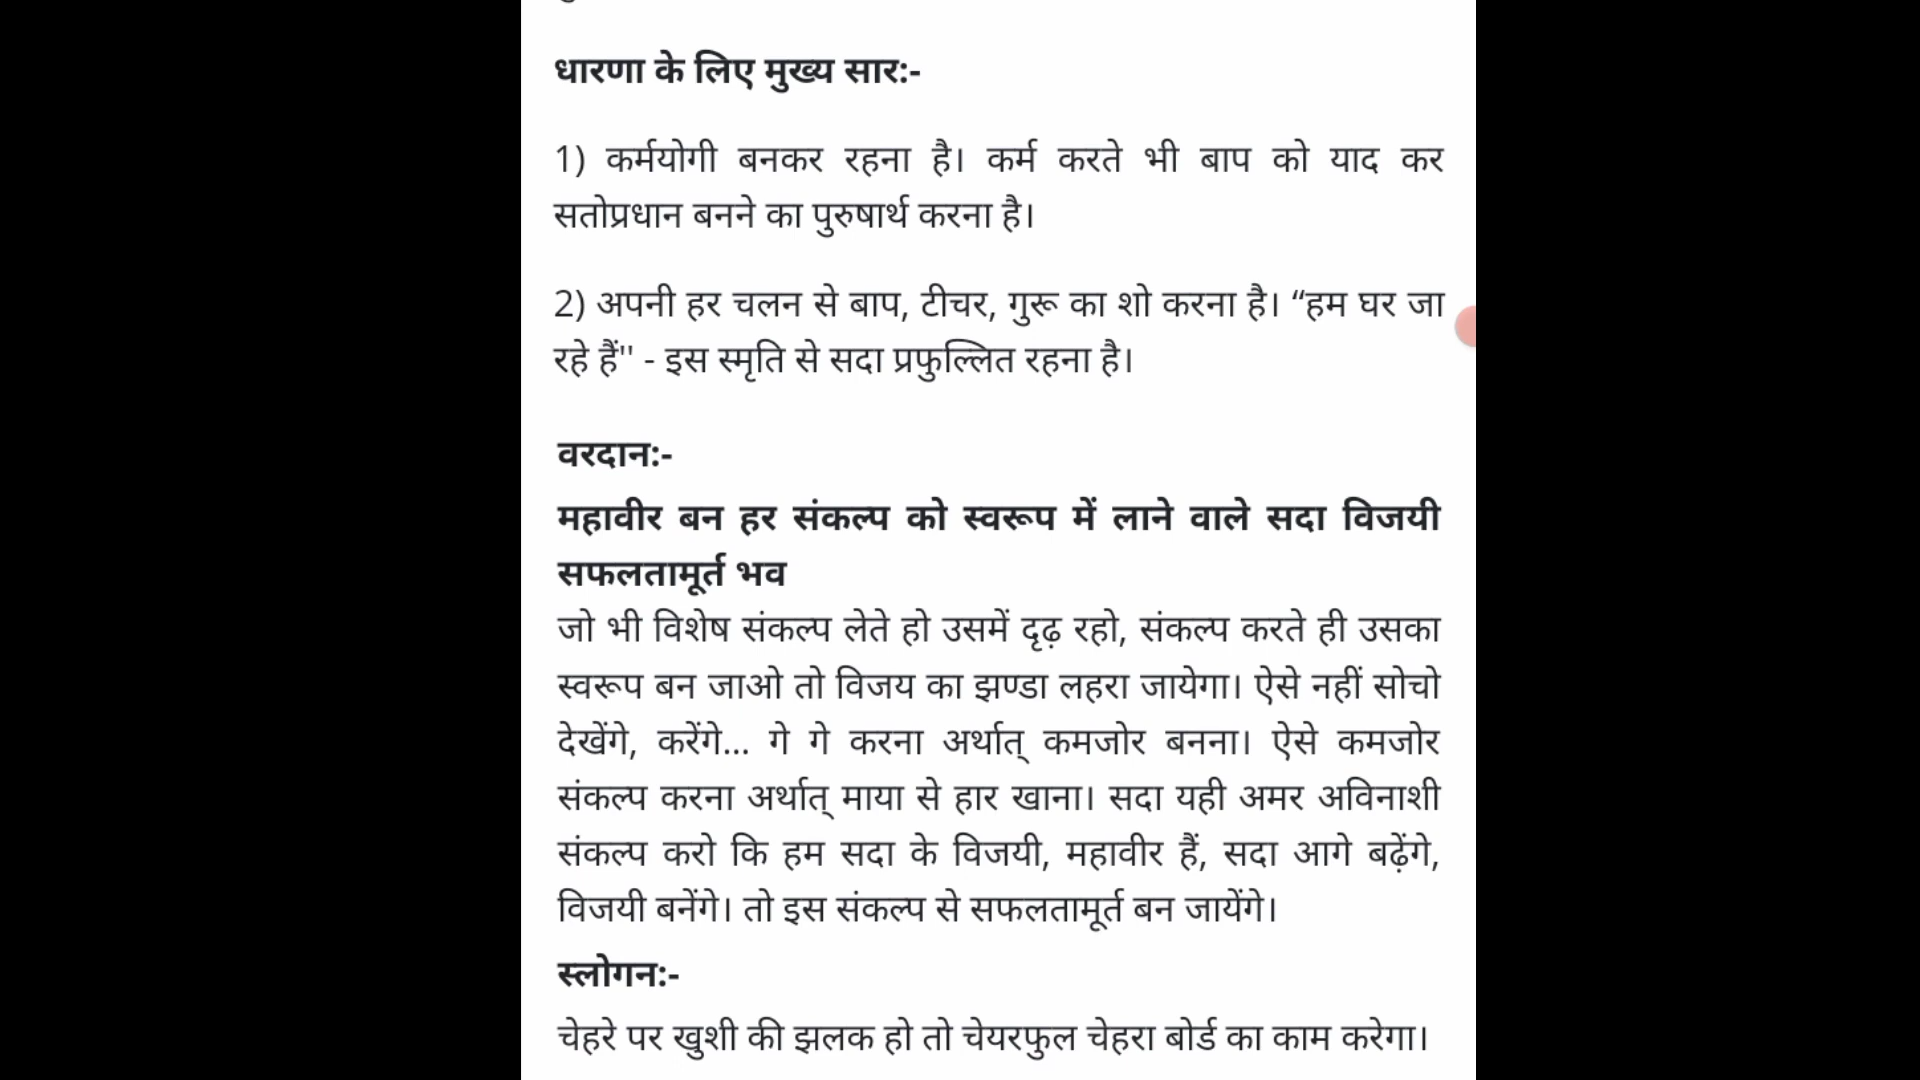 धारणा के लिए मुख्य सार:-
1) कर्मयोगी बनकर रहना है। कर्म करते भी बाप को याद कर
सतोप्रधान बनने का पुरुषार्थ करना है।
2) अपनी हर चलन से बाप, टीचर, गुरू का शो करना है। “हम घर जा
रहे हैं'' - इस स्मृति से सदा प्रफुल्लित रहना है।
वरदान:-
महावीर बन हर संकल्प को स्वरूप में लाने वाले सदा विजयी
सफलतामूर्त भव
जो भी विशेष संकल्प लेते हो उसमें दृढ़ रहो, संकल्प करते ही उसका
स्वरूप बन जाओ तो विजय का झण्डा लहरा जायेगा। ऐसे नहीं सोचो
देखेंगे, करेंगे... गे गे करना अर्थात् कमजोर बनना। ऐसे कमजोर
संकल्प करना अर्थात् माया से हार खाना। सदा यही अमर अविनाशी
संकल्प करो कि हम सदा के विजयी, महावीर हैं, सदा आगे बढ़ेंगे,
विजयी बनेंगे। तो इस संकल्प से सफलतामूर्त बन जायेंगे।
स्लोगन:-
चेहरे पर खुशी की झलक हो तो चेयरफुल चेहरा बोर्ड का काम करेगा।